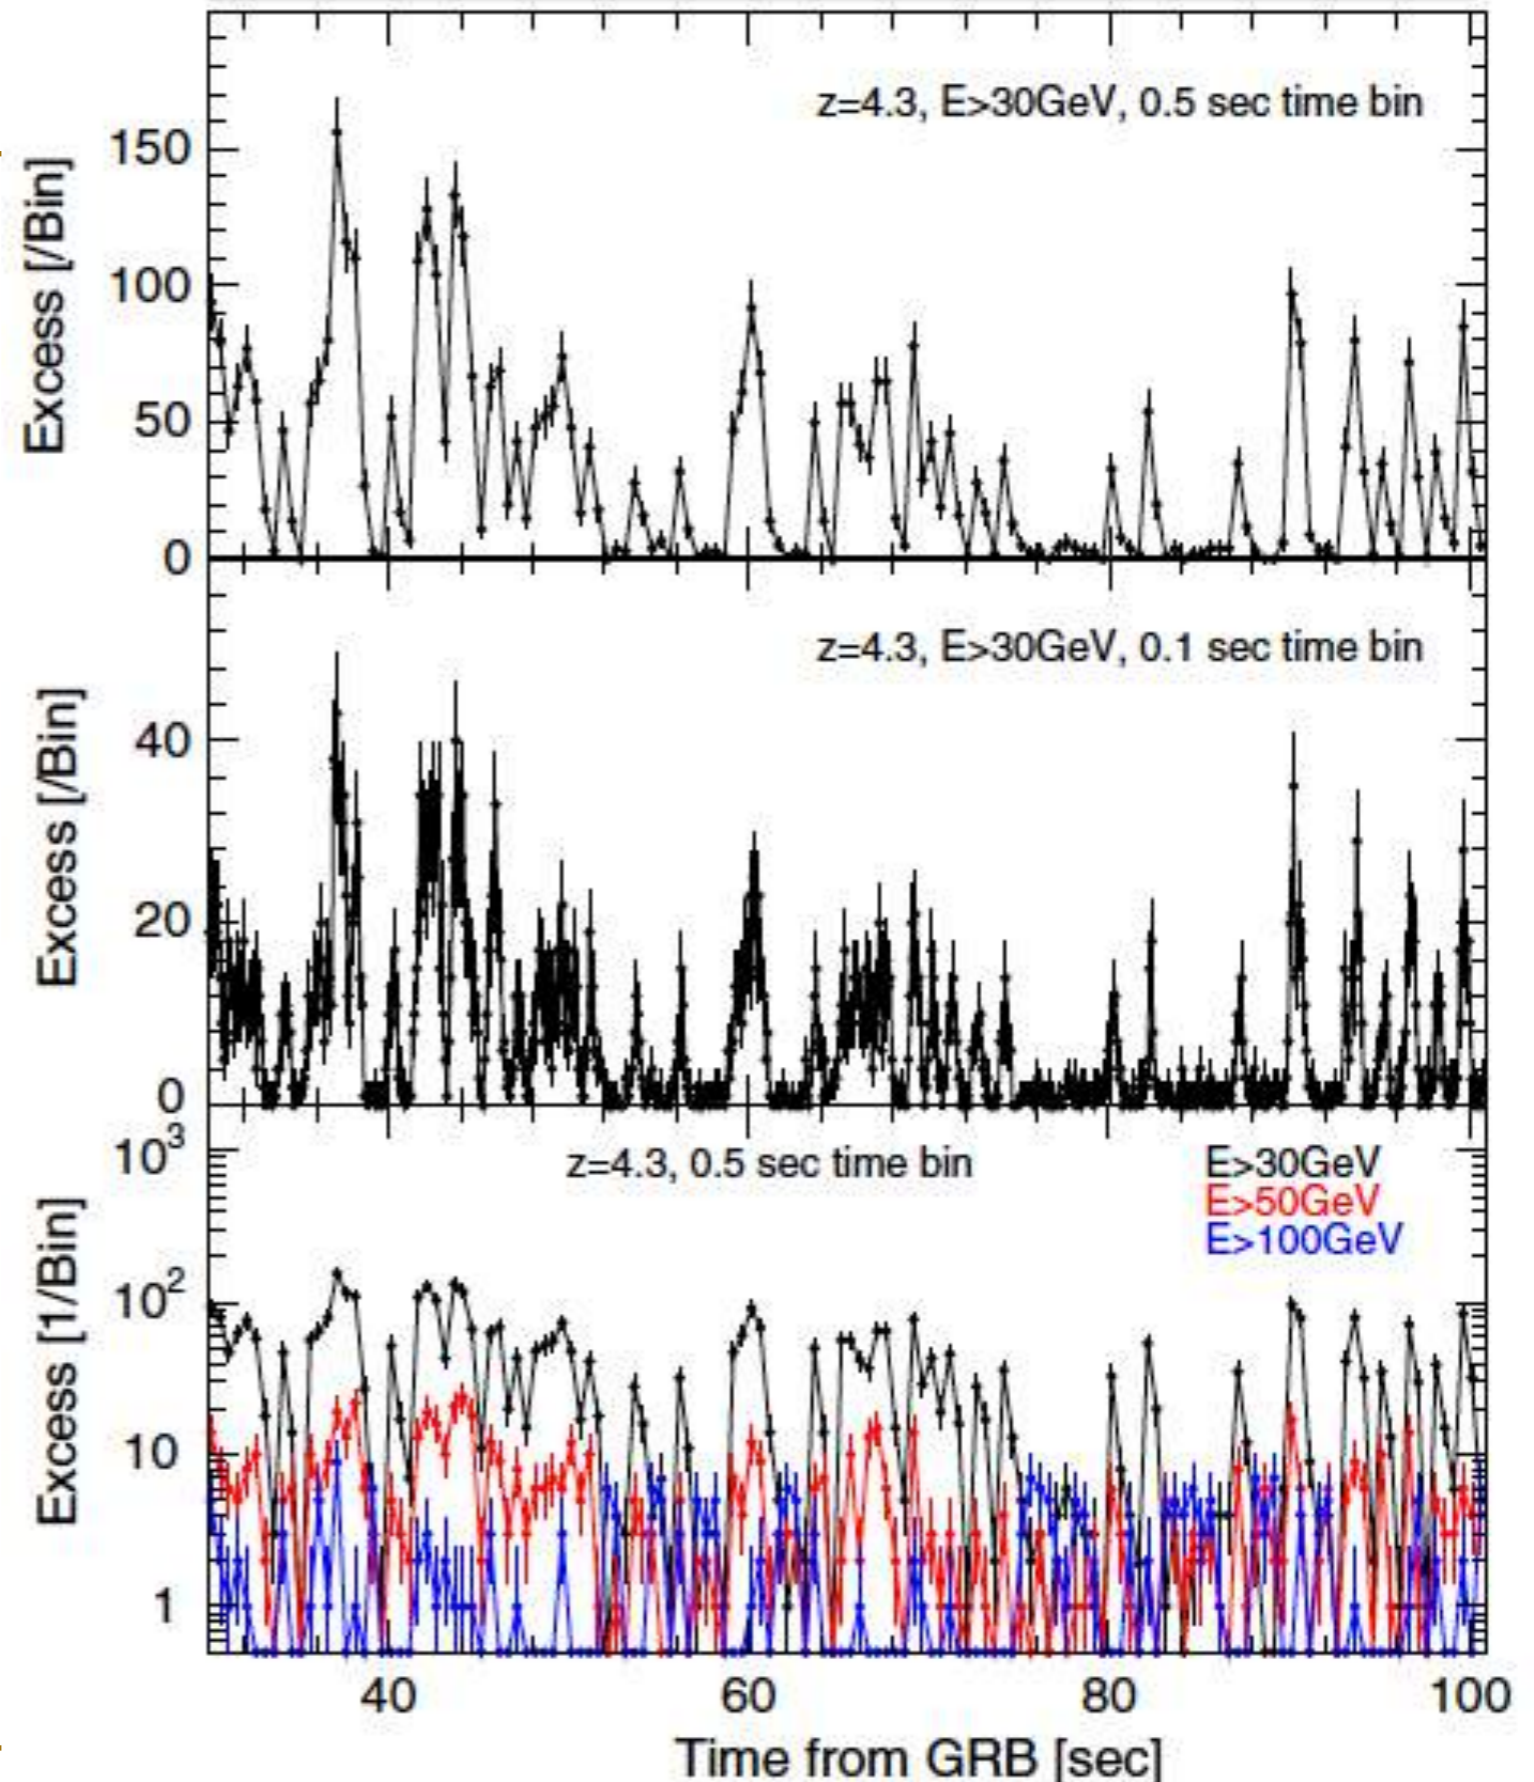 z=4.3, E>30GeV, 0.5 sec time bin
Excess [/Bin]
150
100
50
0
z=4.3, E>30GeV, 0.1 sec time bin
Excess [/Bin]
40
20
0
z=4.3, 0.5 sec time bin
E>30GeV
E>50GeV
E>100GeV
Excess [1/Bin]
10³
10²
10
1
40 60 80 100
Time from GRB [sec]